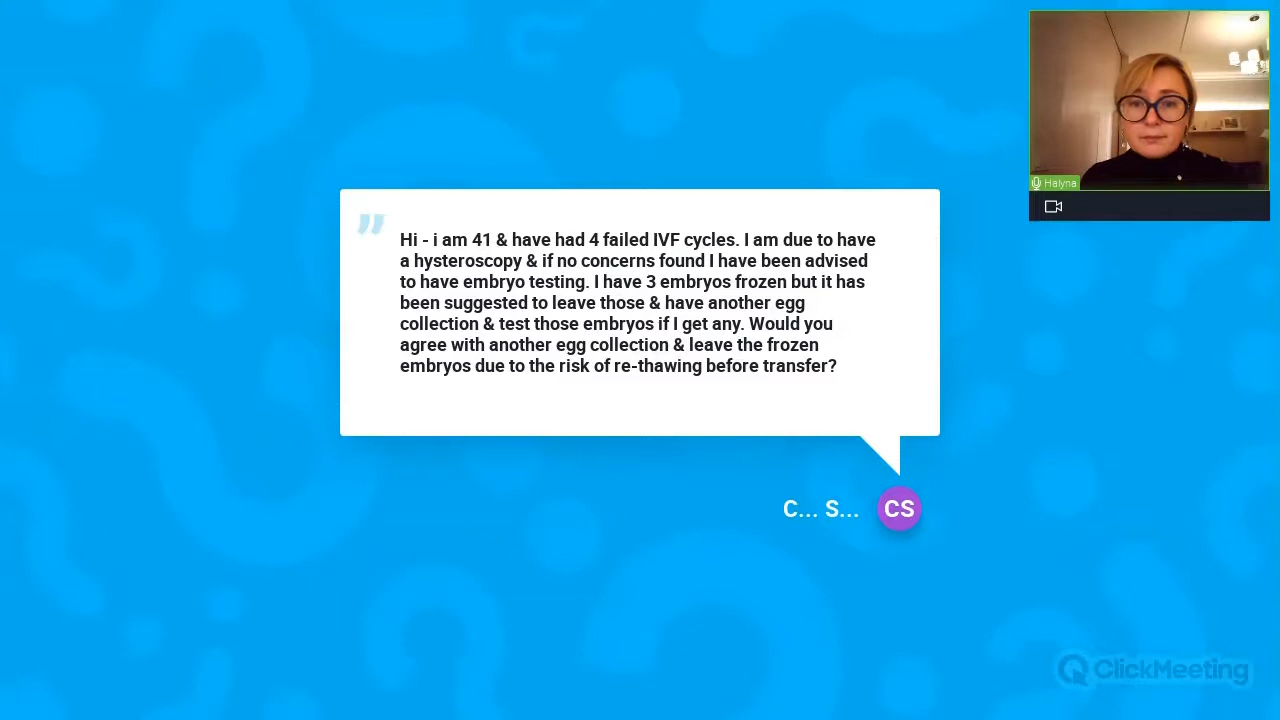 Halyna
Hi - i am 41 & have had 4 failed IVF cycles. I am due to have
a hysteroscopy & if no concerns found I have been advised
to have embryo testing. I have 3 embryos frozen but it has
been suggested to leave those & have another egg
collection & test those embryos if I get any. Would you
agree with another egg collection & leave the frozen
embryos due to the risk of re-thawing before transfer?
C... S... CS
ClickMeeting